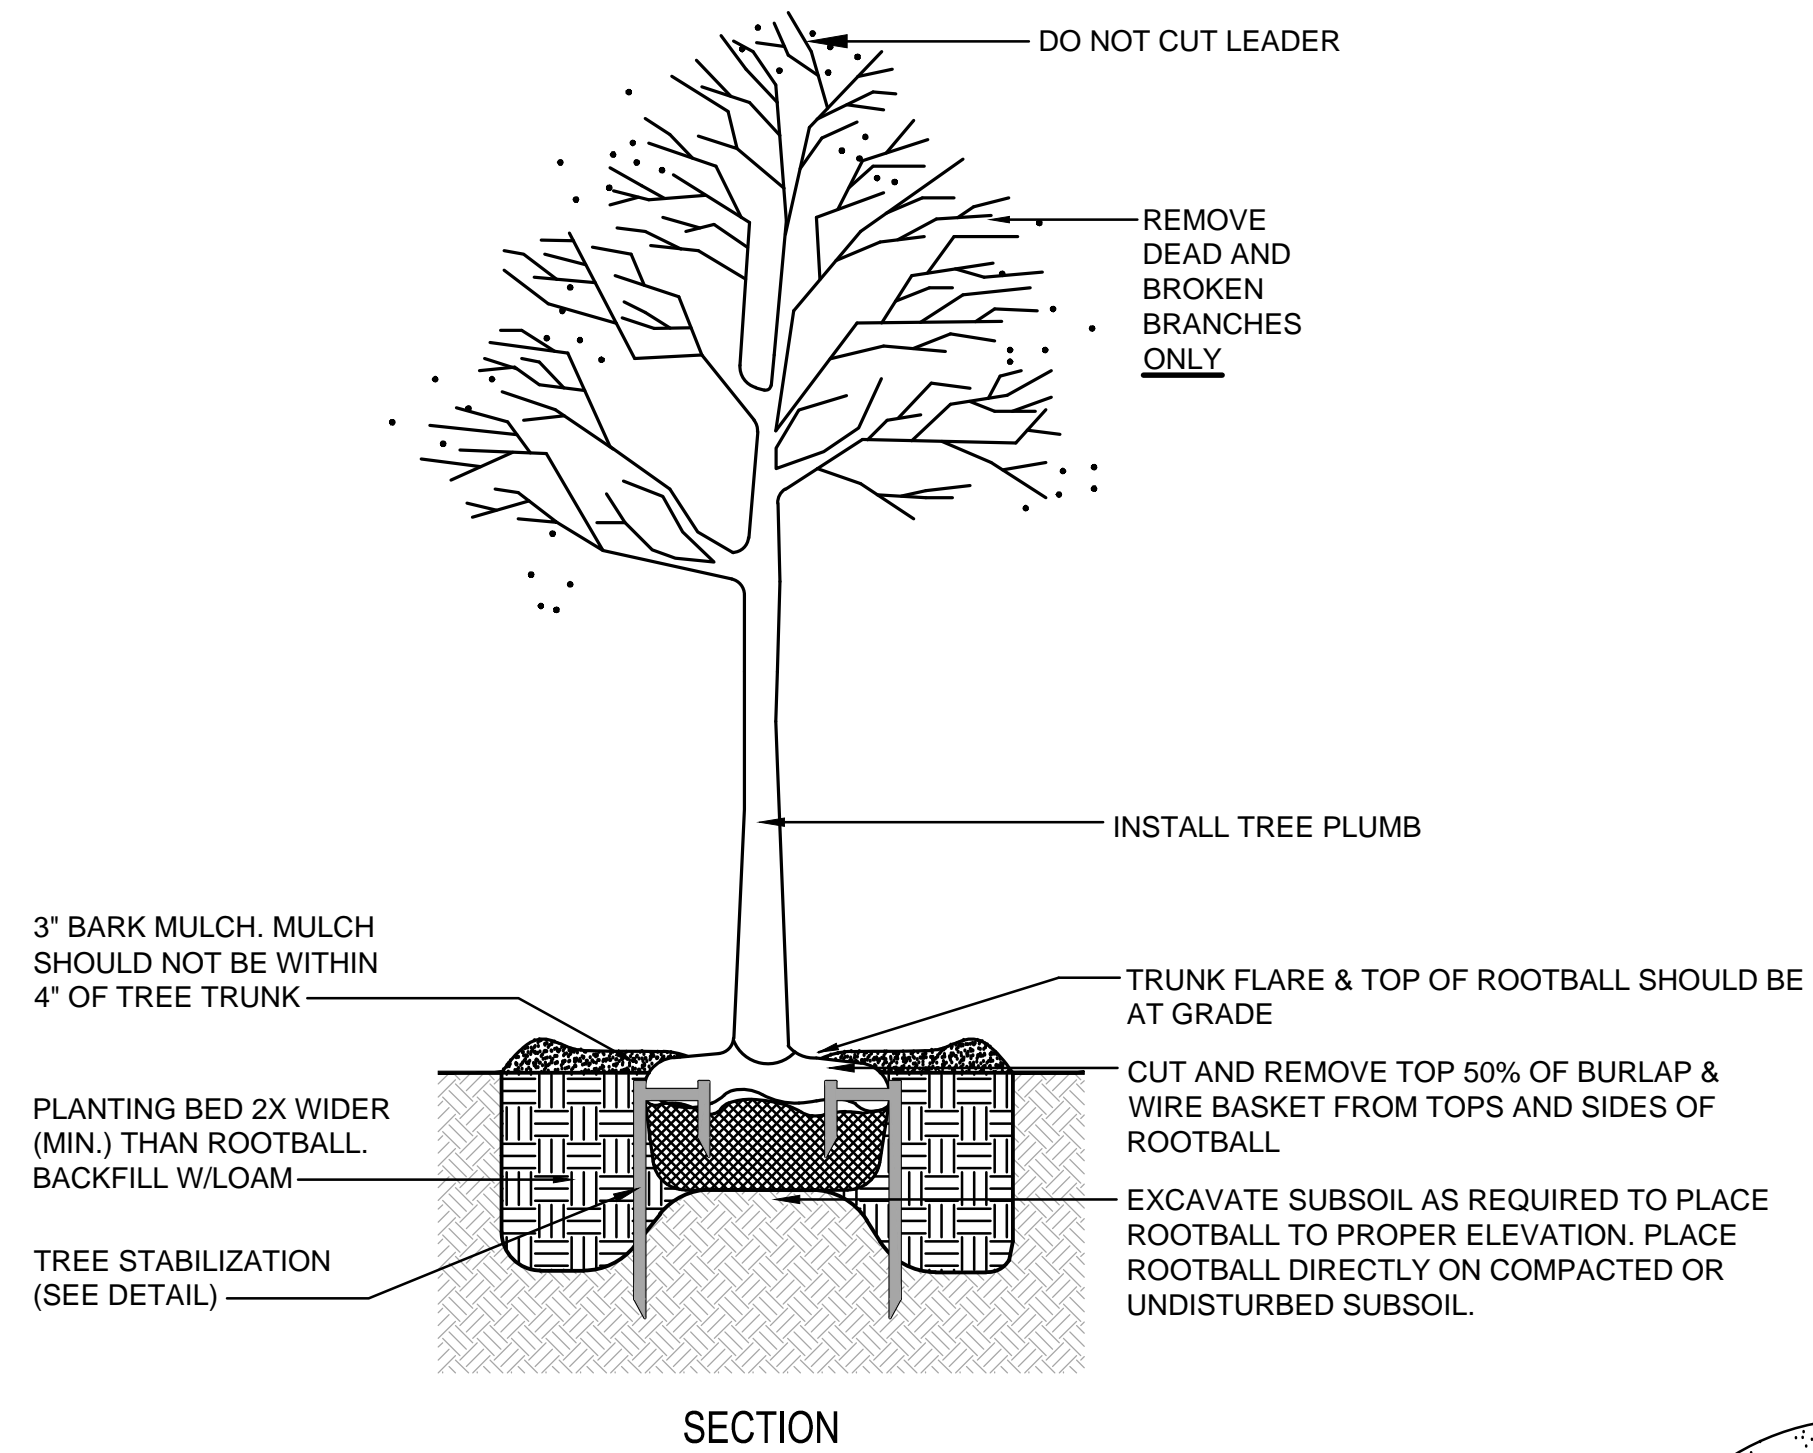 DO NOT CUT LEADER
REMOVE
DEAD AND
BROKEN
BRANCHES
ONLY
INSTALL TREE PLUMB
3" BARK MULCH. MULCH
SHOULD NOT BE WITHIN
4" OF TREE TRUNK
TRUNK FLARE & TOP OF ROOTBALL SHOULD BE
AT GRADE
CUT AND REMOVE TOP 50% OF BURLAP &
WIRE BASKET FROM TOPS AND SIDES OF
ROOTBALL
PLANTING BED 2X WIDER
(MIN.) THAN ROOTBALL.
BACKFILL W/LOAM
EXCAVATE SUBSOIL AS REQUIRED TO PLACE
ROOTBALL TO PROPER ELEVATION. PLACE
ROOTBALL DIRECTLY ON COMPACTED OR
UNDISTURBED SUBSOIL.
TREE STABILIZATION
(SEE DETAIL)
SECTION